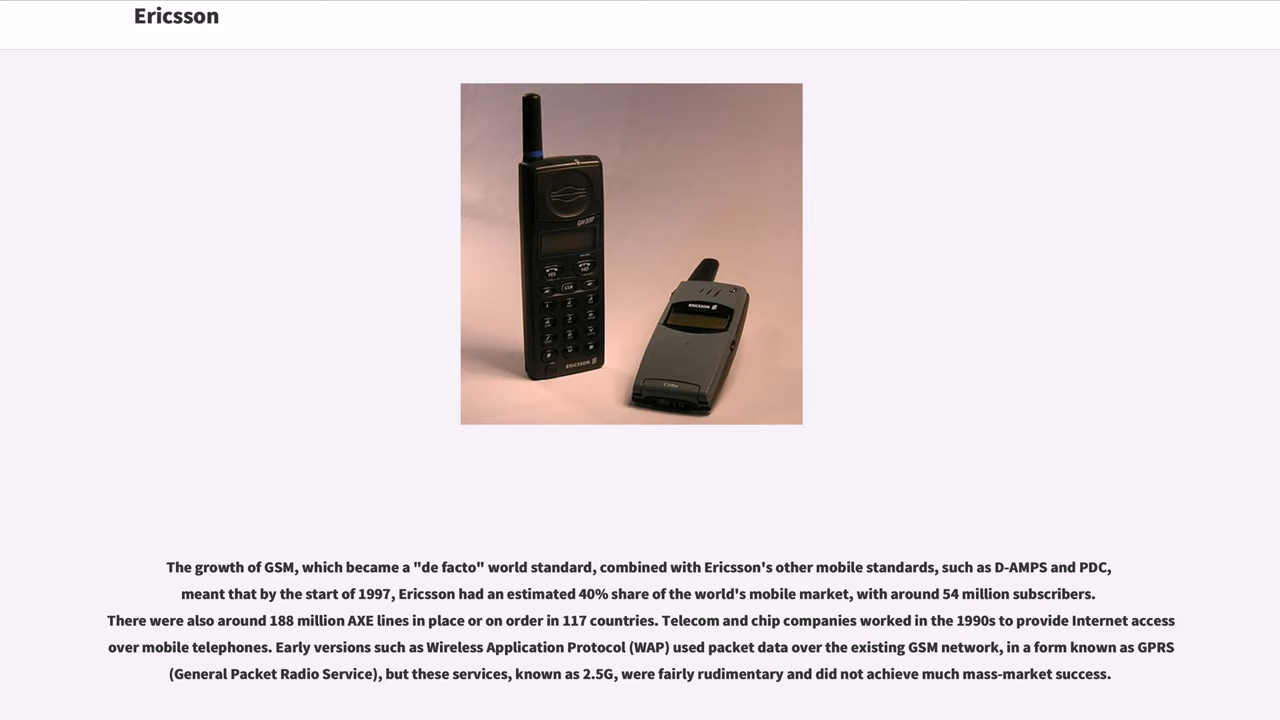 Ericsson
GH 337
YES
NO
CLR
ERICSSON
ERICSSON
T28s
The growth of GSM, which became a "de facto" world standard, combined with Ericsson's other mobile standards, such as D-AMPS and PDC,
meant that by the start of 1997, Ericsson had an estimated 40% share of the world's mobile market, with around 54 million subscribers.
There were also around 188 million AXE lines in place or on order in 117 countries. Telecom and chip companies worked in the 1990s to provide Internet access
over mobile telephones. Early versions such as Wireless Application Protocol (WAP) used packet data over the existing GSM network, in a form known as GPRS
(General Packet Radio Service), but these services, known as 2.5G, were fairly rudimentary and did not achieve much mass-market success.